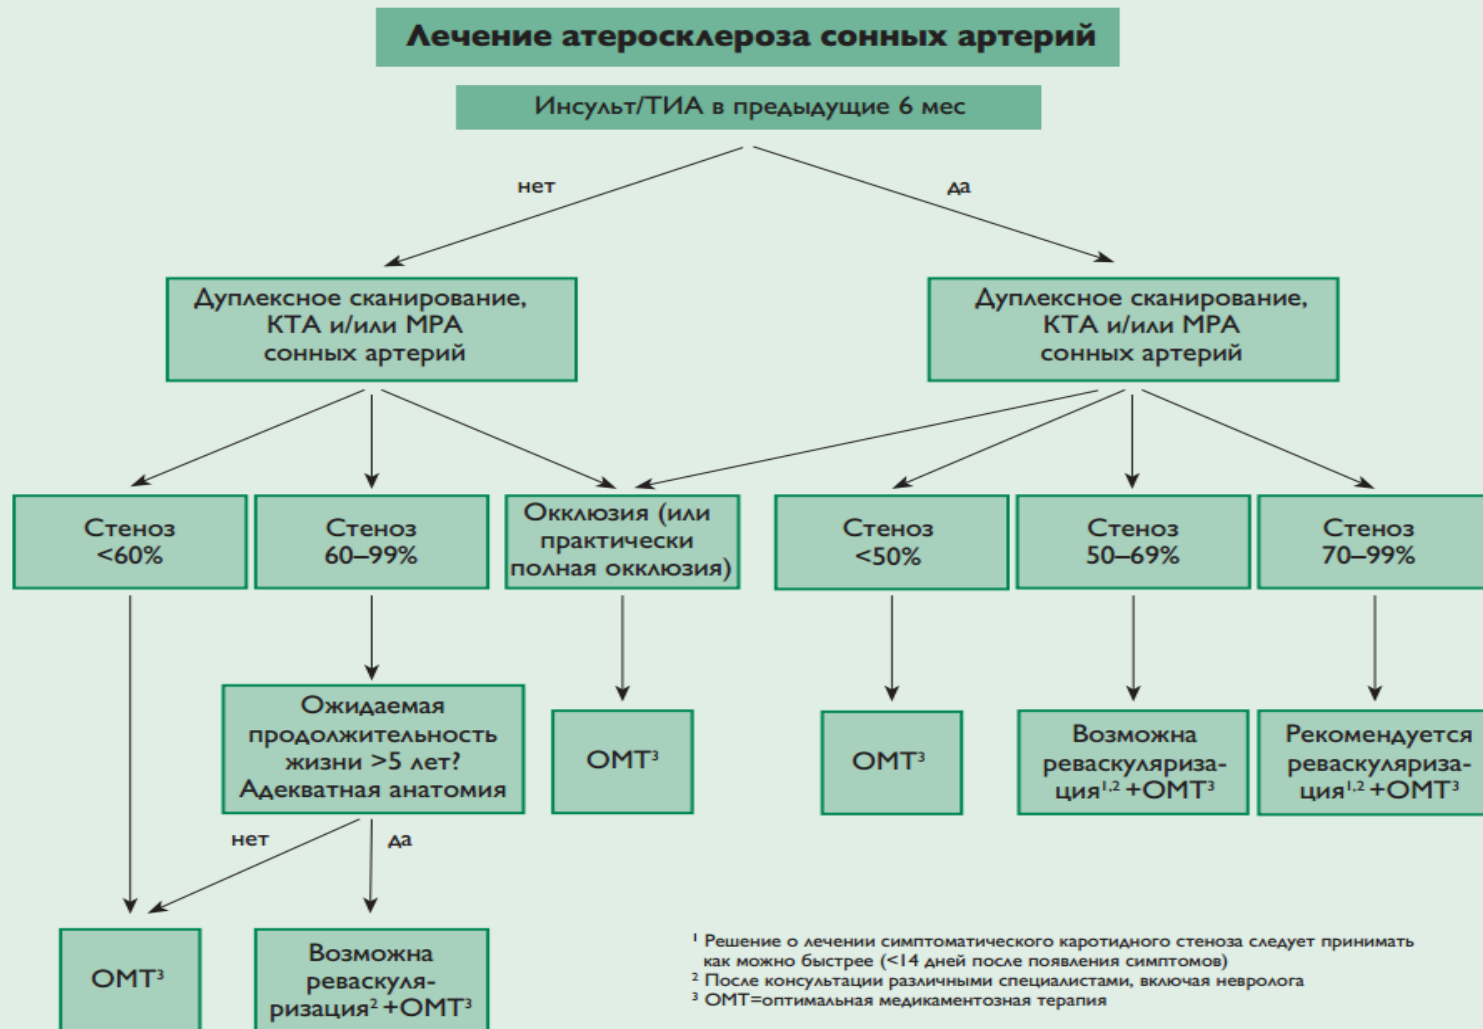 Лечение атеросклероза сонных артерий
Инсульт/ТИА в предыдущие 6 мес
нет
да
Дуплексное сканирование,
КТА и/или МРА
сонных артерий
Дуплексное сканирование,
КТА и/или МРА
сонных артерий
Стеноз
<60%
Стеноз
60–99%
Окклюзия (или
практически
полная окклюзия)
Стеноз
<50%
Стеноз
50–69%
Стеноз
70–99%
Ожидаемая
продолжительность
жизни >5 лет?
Адекватная анатомия
ОМТ³
ОМТ³
Возможна
реваскуляриза-
ция¹,² +ОМТ³
Рекомендуется
реваскуляриза-
ция¹,² +ОМТ³
нет
да
ОМТ³
Возможна
реваскуля-
ризация² +ОМТ³
¹ Решение о лечении симптоматического каротидного стеноза следует принимать
как можно быстрее (<14 дней после появления симптомов)
² После консультации различными специалистами, включая невролога
³ ОМТ=оптимальная медикаментозная терапия